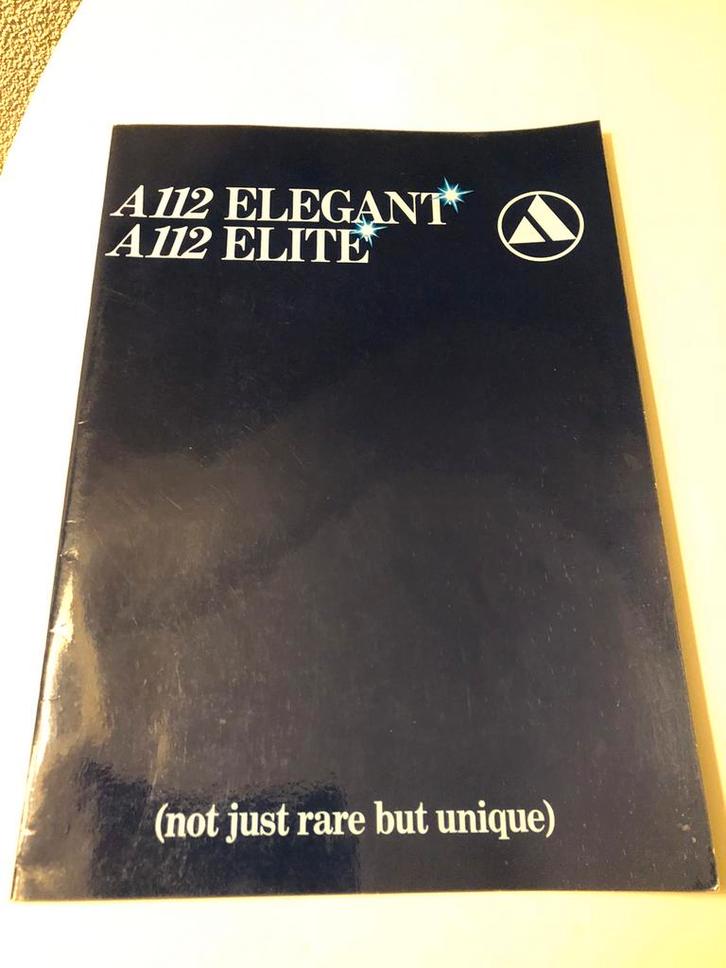 A112 ELEGANT
A112 ELITE
(not just rare but unique)